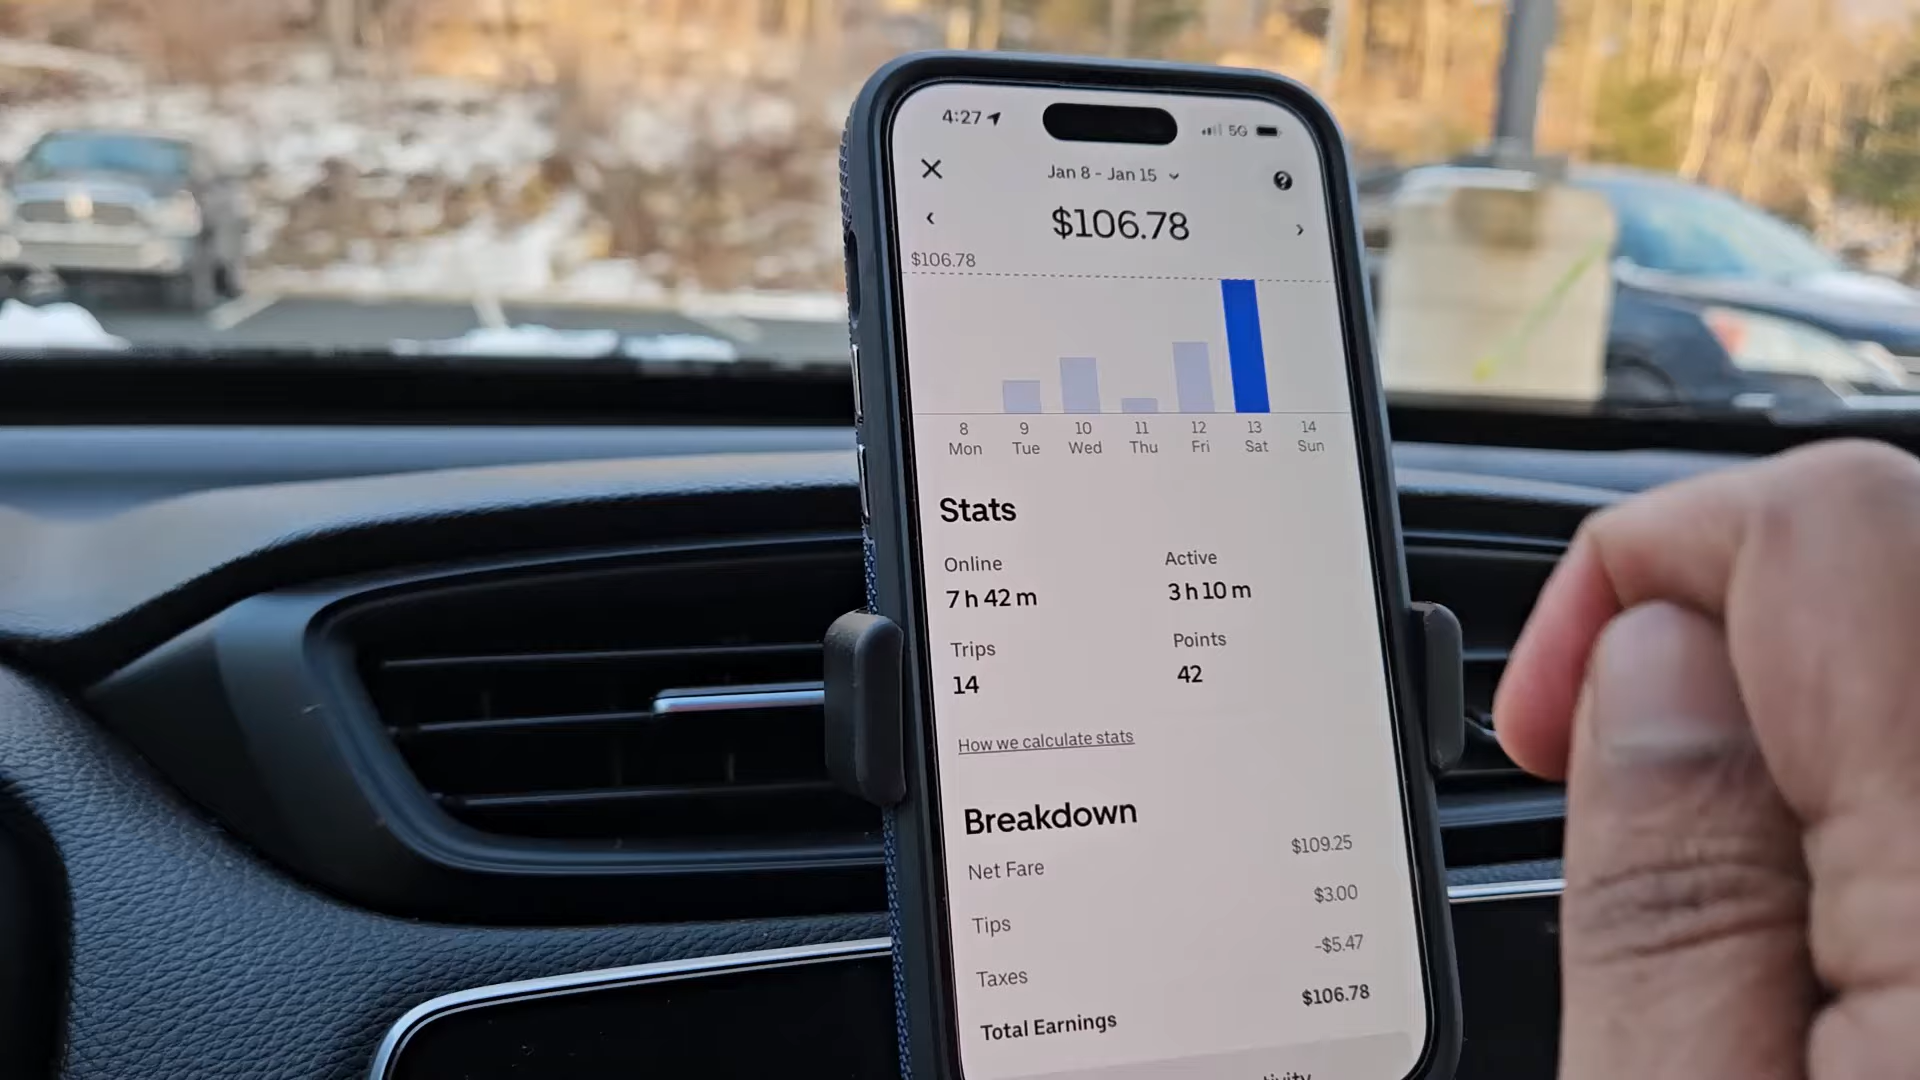 4:27 5G
Jan 8 - Jan 15
$106.78
$106.78
8 9 10 11 12 13 14
Mon Tue Wed Thu Fri Sat Sun
Stats
Online Active
7 h 42 m 3 h 10 m
Trips Points
14 42
How we calculate stats
Breakdown
Net Fare $109.25
Tips $3.00
Taxes -$5.47
Total Earnings $106.78